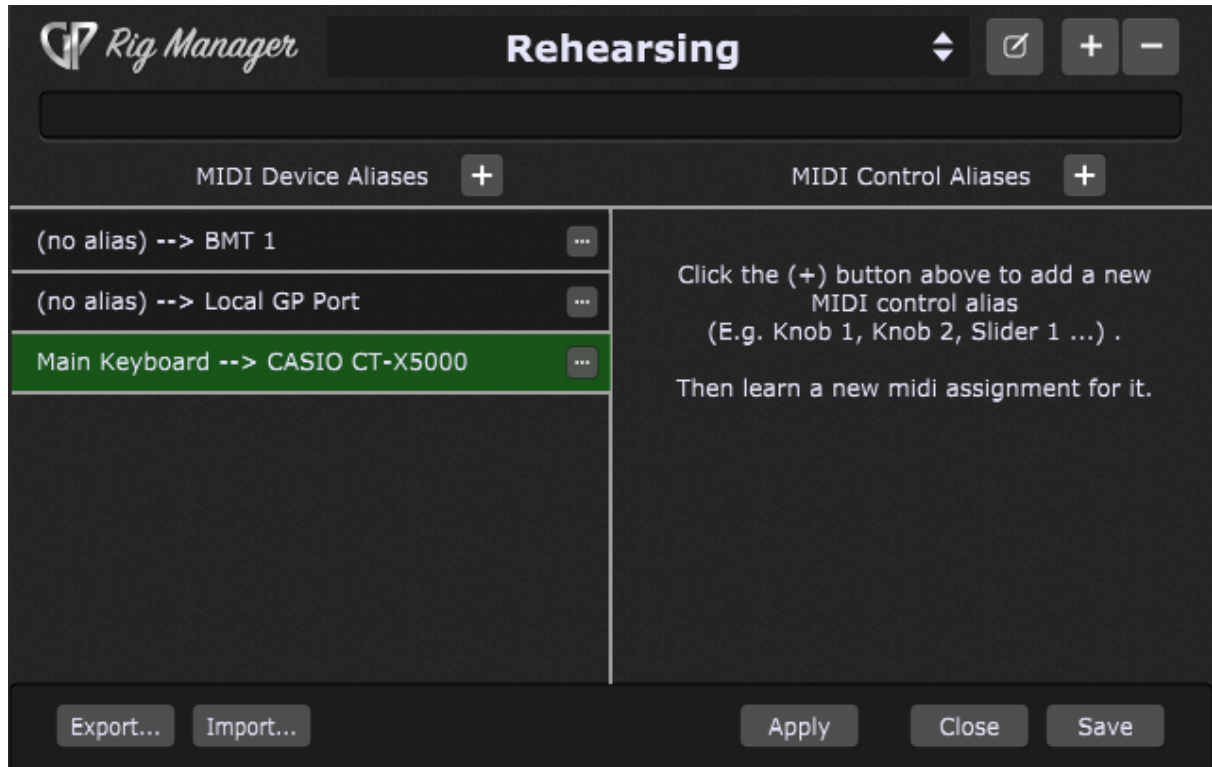 GP Rig Manager
Rehearsing
MIDI Device Aliases +
MIDI Control Aliases +
(no alias) --> BMT 1
(no alias) --> Local GP Port
Main Keyboard --> CASIO CT-X5000
Click the (+) button above to add a new
MIDI control alias
(E.g. Knob 1, Knob 2, Slider 1 ...) .
Then learn a new midi assignment for it.
Export...
Import...
Apply
Close
Save